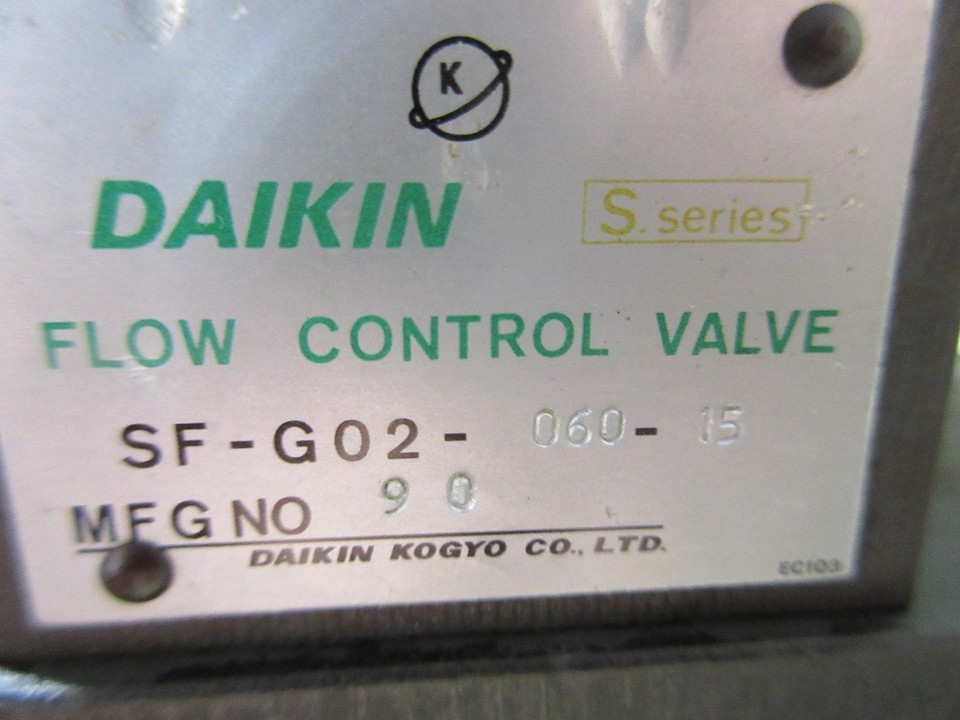 K
DAIKIN S. series
FLOW CONTROL VALVE
SF-G02- 060- 15
MFG NO 9 0
DAIKIN KOGYO CO., LTD.
EC103